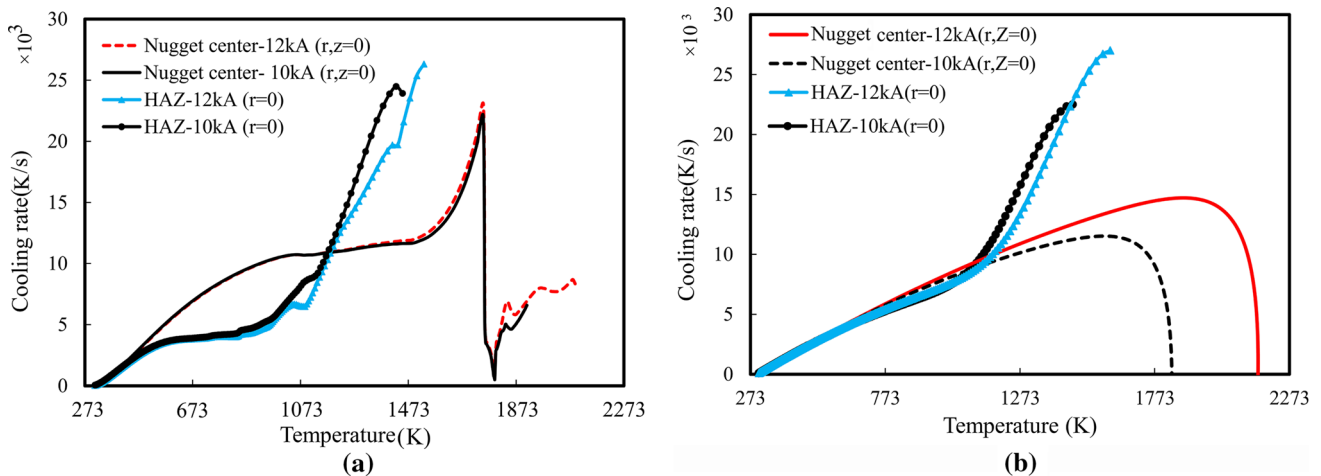 30
×10³
25
20
15
10
5
0
Cooling rate(K/s)
Nugget center-12kA (r,z=0)
Nugget center- 10kA (r,z=0)
HAZ-12kA (r=0)
HAZ-10kA (r=0)
273 673 1073 1473 1873 2273
Temperature(K)
(a)
30
×10⁻³
25
20
15
10
5
0
Cooling rate(K/s)
Nugget center-12kA(r,Z=0)
Nugget center-10kA(r,Z=0)
HAZ-12kA(r=0)
HAZ-10kA(r=0)
273 773 1273 1773 2273
Temperature (K)
(b)